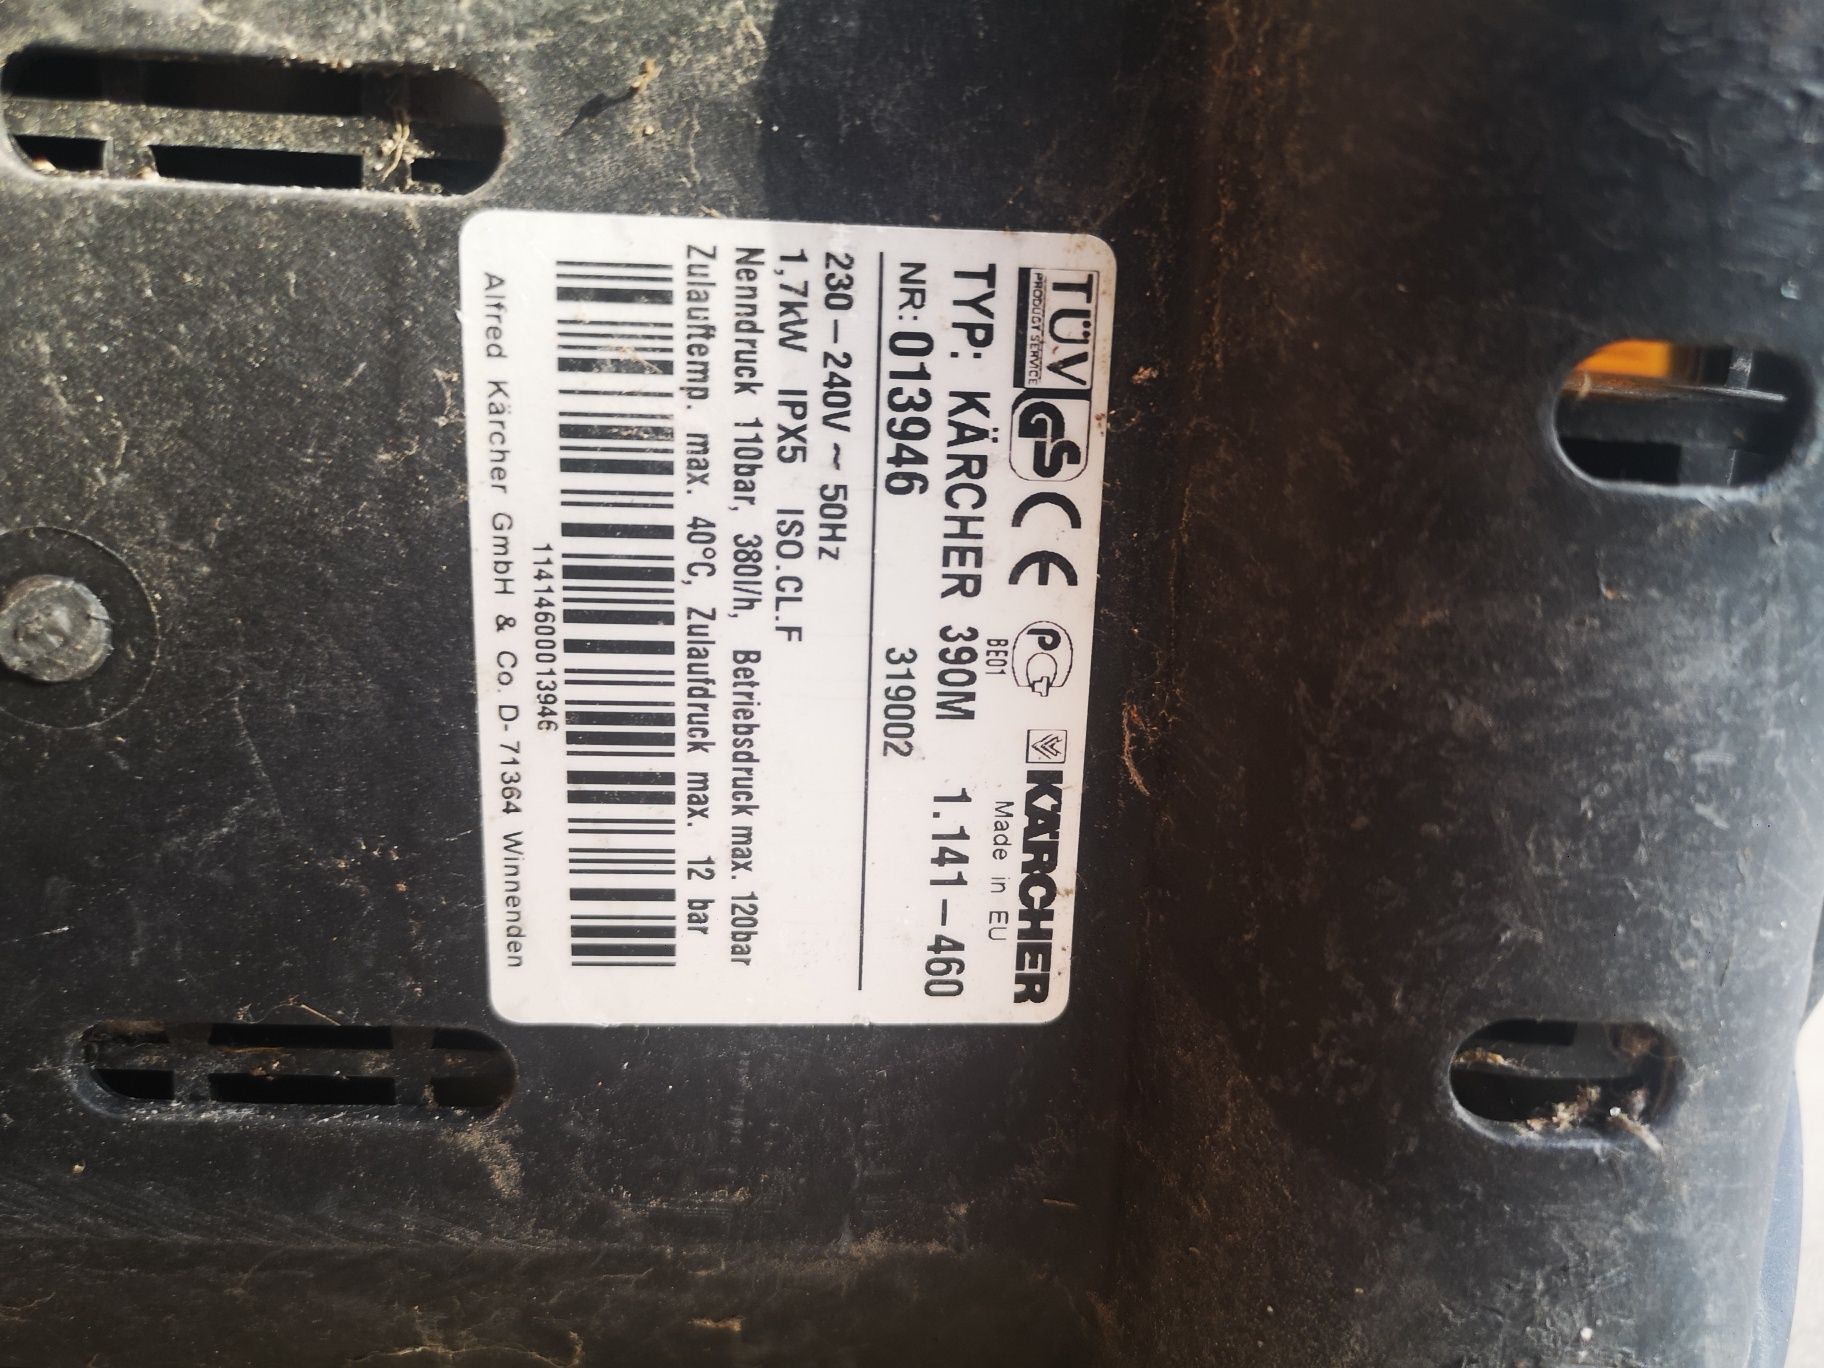 TÜV GS CE PCT KÄRCHER
PRODUCT SERVICE
BE01 Made in EU
TYP: KÄRCHER 390M 1.141-460
NR: 013946 319002
230-240V~50Hz
1,7kW IPX5 ISO.CL.F
Nenndruck 110bar, 380l/h, Betriebsdruck max. 120bar
Zulauftemp. max. 40°C, Zulaufdruck max. 12 bar
1141460013946
Alfred Kärcher GmbH & Co. D-71364 Winnenden